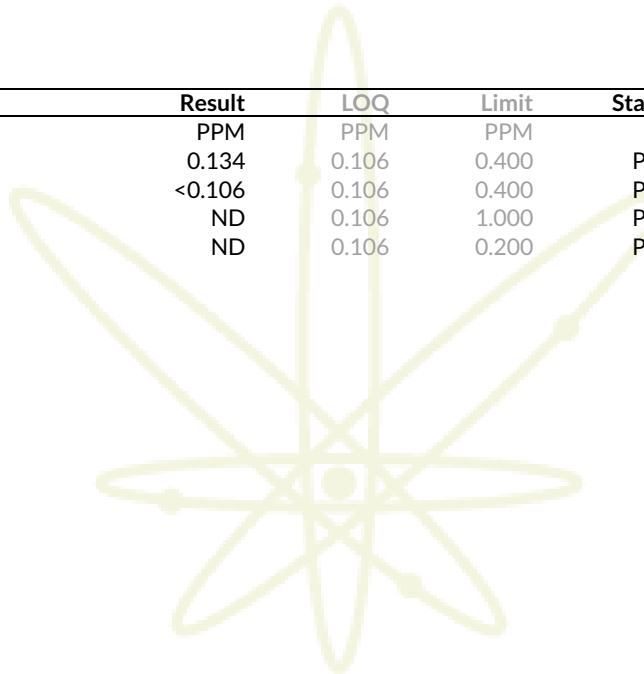 Result LOQ Limit Sta
PPM PPM PPM
0.134 0.106 0.400 P
<0.106 0.106 0.400 P
ND 0.106 1.000 P
ND 0.106 0.200 P